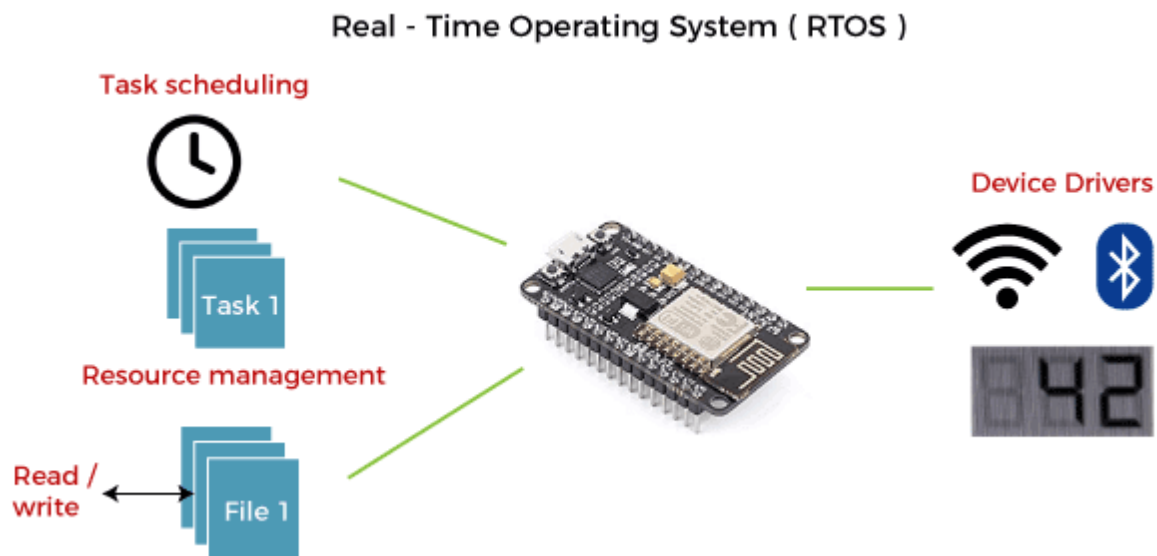 Real - Time Operating System ( RTOS )
Task scheduling
Task 1
Resource management
Read /
write
File 1
Device Drivers
42